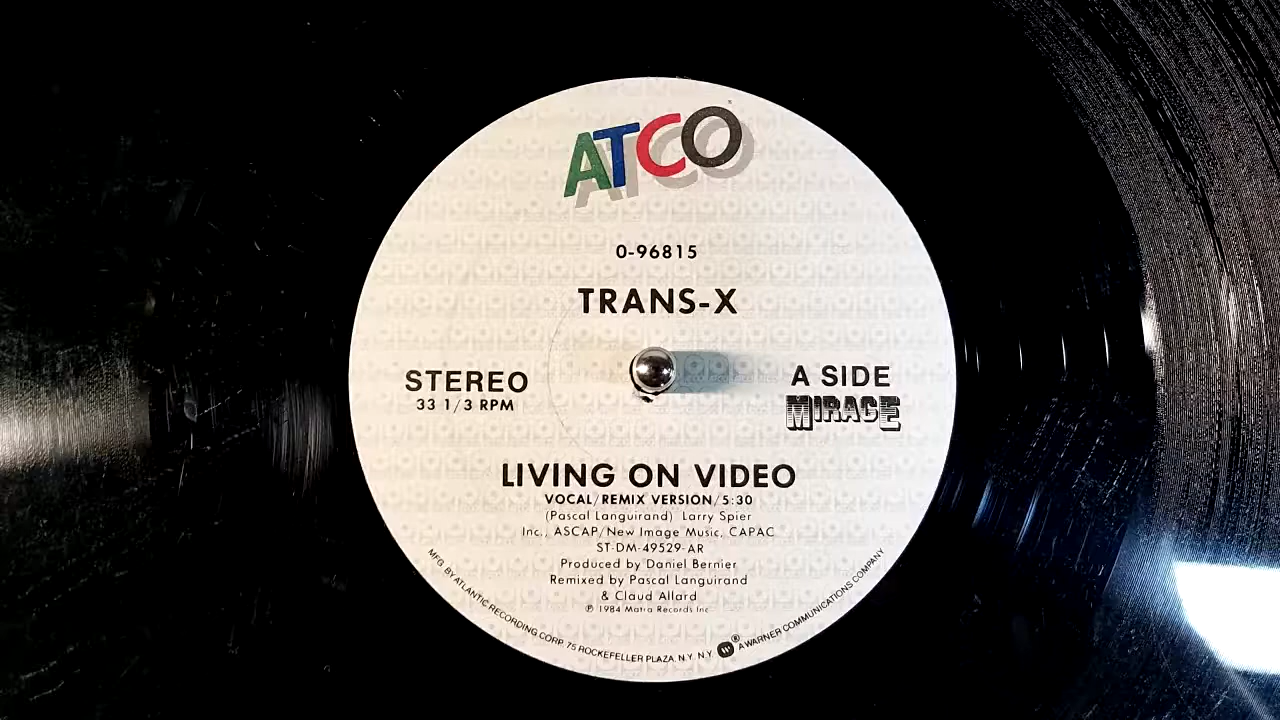 ATCO
0-96815
TRANS-X
STEREO
33 1/3 RPM
A SIDE
MIRAGE
LIVING ON VIDEO
VOCAL/REMIX VERSION/5:30
(Pascal Languirand) Larry Spier
Inc., ASCAP/New Image Music, CAPAC
ST-DM-49529-AR
Produced by Daniel Bernier
Remixed by Pascal Languirand
& Claud Allard
℗ 1984 Matra Records Inc.
MFG. BY ATLANTIC RECORDING CORP. 75 ROCKEFELLER PLAZA, N.Y. N.Y. ® A WARNER COMMUNICATIONS COMPANY